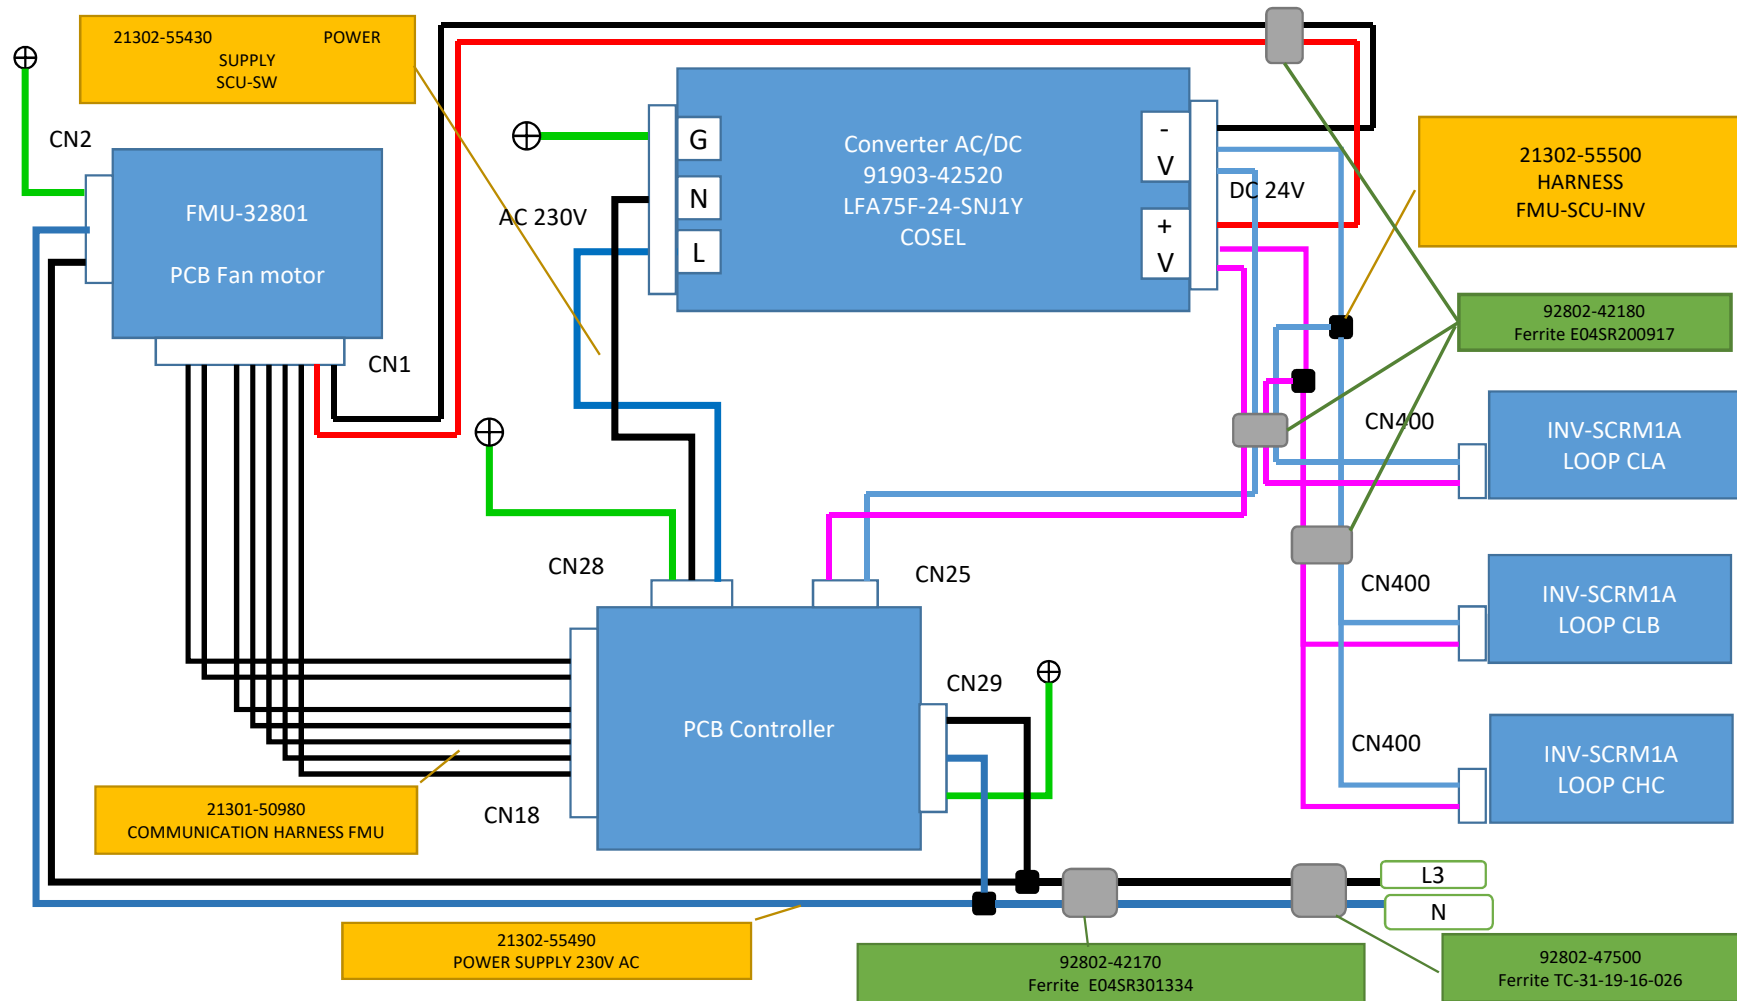 21302-55430 POWER
SUPPLY
SCU-SW
CN2
FMU-32801
PCB Fan motor
CN1
AC 230V
G
N
L
Converter AC/DC
91903-42520
LFA75F-24-SNJ1Y
COSEL
-
V
+
V
DC 24V
21302-55500
HARNESS
FMU-SCU-INV
92802-42180
Ferrite E04SR200917
CN400
INV-SCRM1A
LOOP CLA
CN400
INV-SCRM1A
LOOP CLB
CN400
INV-SCRM1A
LOOP CHC
CN28
CN25
CN29
PCB Controller
CN18
21301-50980
COMMUNICATION HARNESS FMU
L3
N
21302-55490
POWER SUPPLY 230V AC
92802-42170
Ferrite E04SR301334
92802-47500
Ferrite TC-31-19-16-026